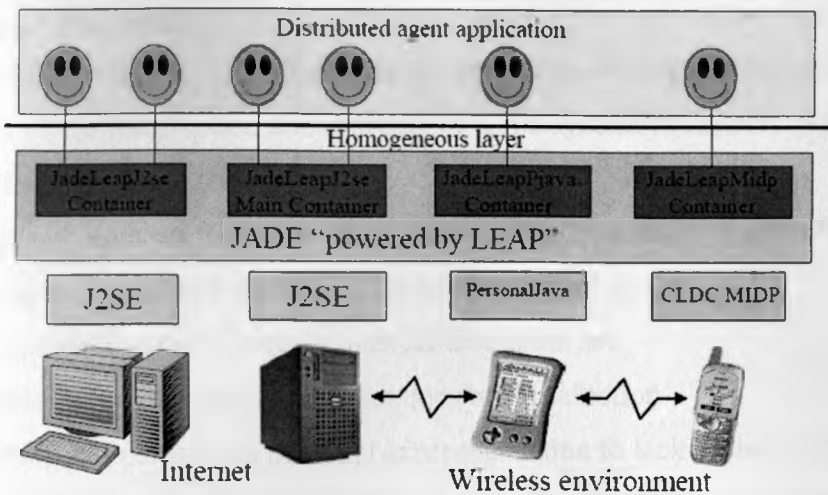 Distributed agent application
Homogeneous layer
JadeLeapJ2se
Container
JadeLeapJ2se
Main Container
JadeLeapPjava
Container
JadeLeapMidp
Container
JADE “powered by LEAP”
J2SE
J2SE
PersonalJava
CLDC MIDP
Internet
Wireless environment